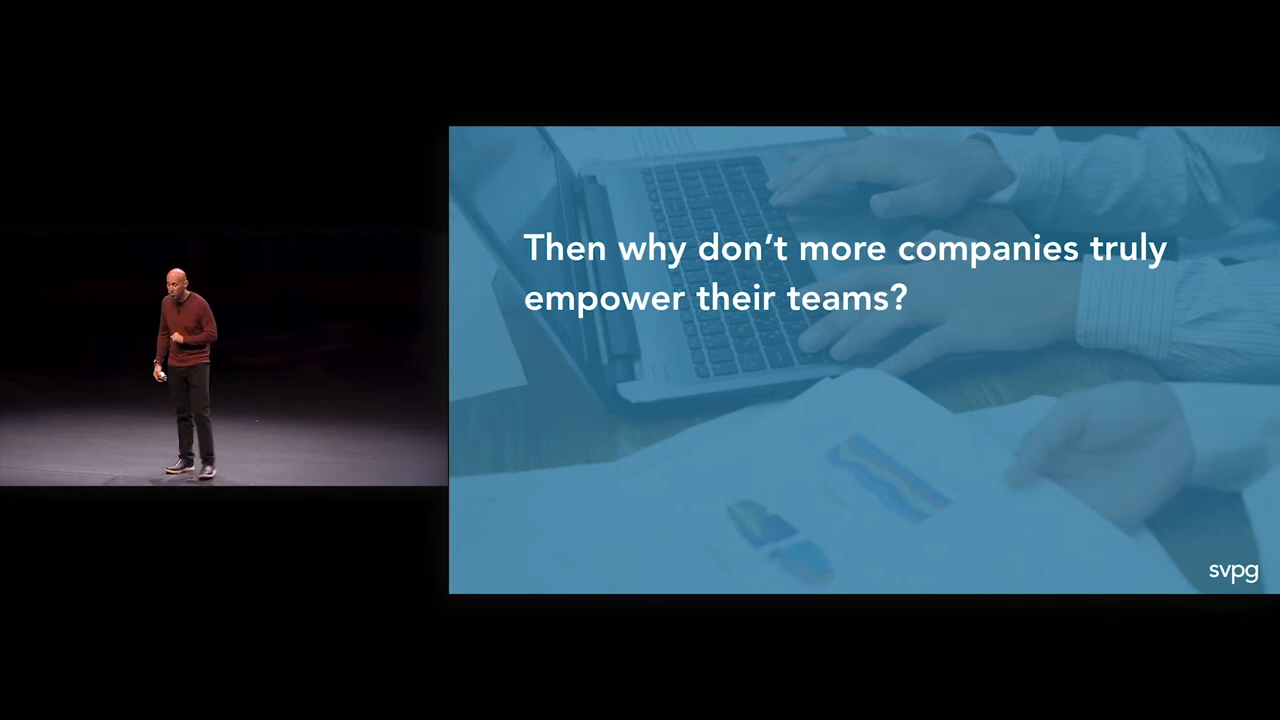 Then why don’t more companies truly
empower their teams?
svpg